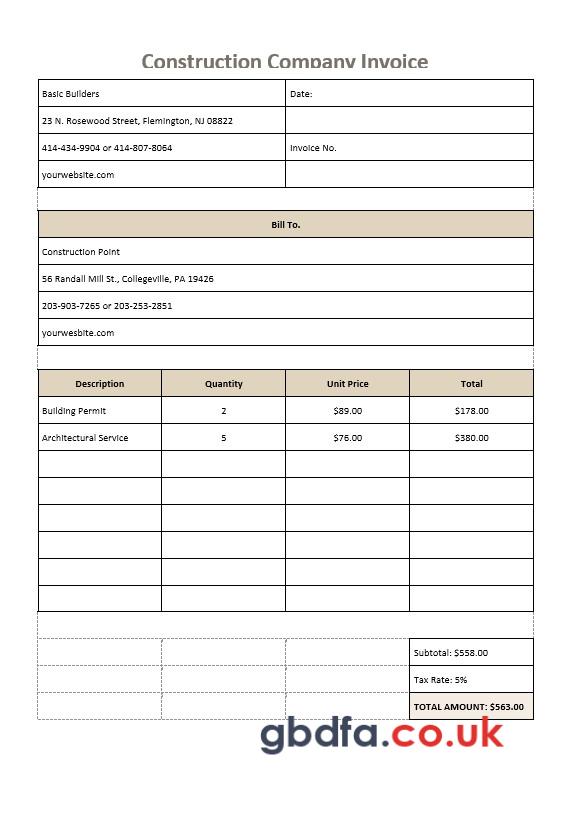 Construction Company Invoice
Basic Builders
Date:
23 N. Rosewood Street, Flemington, NJ 08822
414-434-9904 or 414-807-8064
Invoice No.
yourwebsite.com
Bill To.
Construction Point
56 Randall Mill St., Collegeville, PA 19426
203-903-7265 or 203-253-2851
yourwesbite.com
Description Quantity Unit Price Total
Building Permit 2 $89.00 $178.00
Architectural Service 5 $76.00 $380.00
Subtotal: $558.00
Tax Rate: 5%
TOTAL AMOUNT: $563.00
gbdfa.co.uk